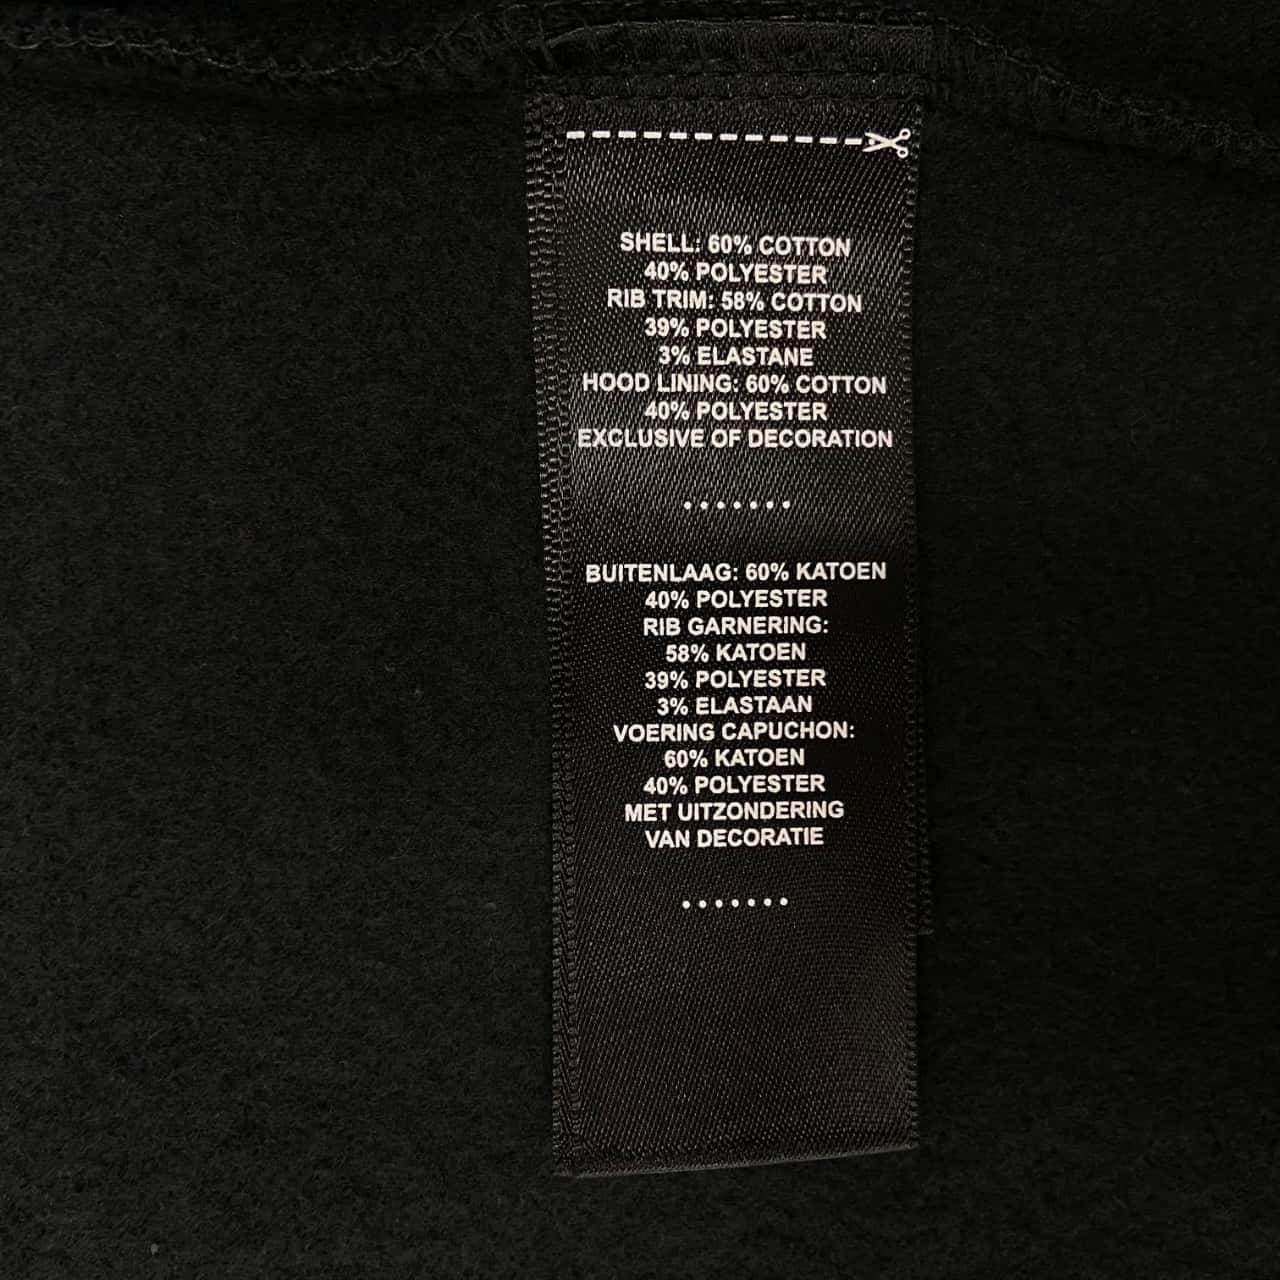 SHELL: 60% COTTON
40% POLYESTER
RIB TRIM: 58% COTTON
39% POLYESTER
3% ELASTANE
HOOD LINING: 60% COTTON
40% POLYESTER
EXCLUSIVE OF DECORATION
.......
BUITENLAAG: 60% KATOEN
40% POLYESTER
RIB GARNERING:
58% KATOEN
39% POLYESTER
3% ELASTAAN
VOERING CAPUCHON:
60% KATOEN
40% POLYESTER
MET UITZONDERING
VAN DECORATIE
.......